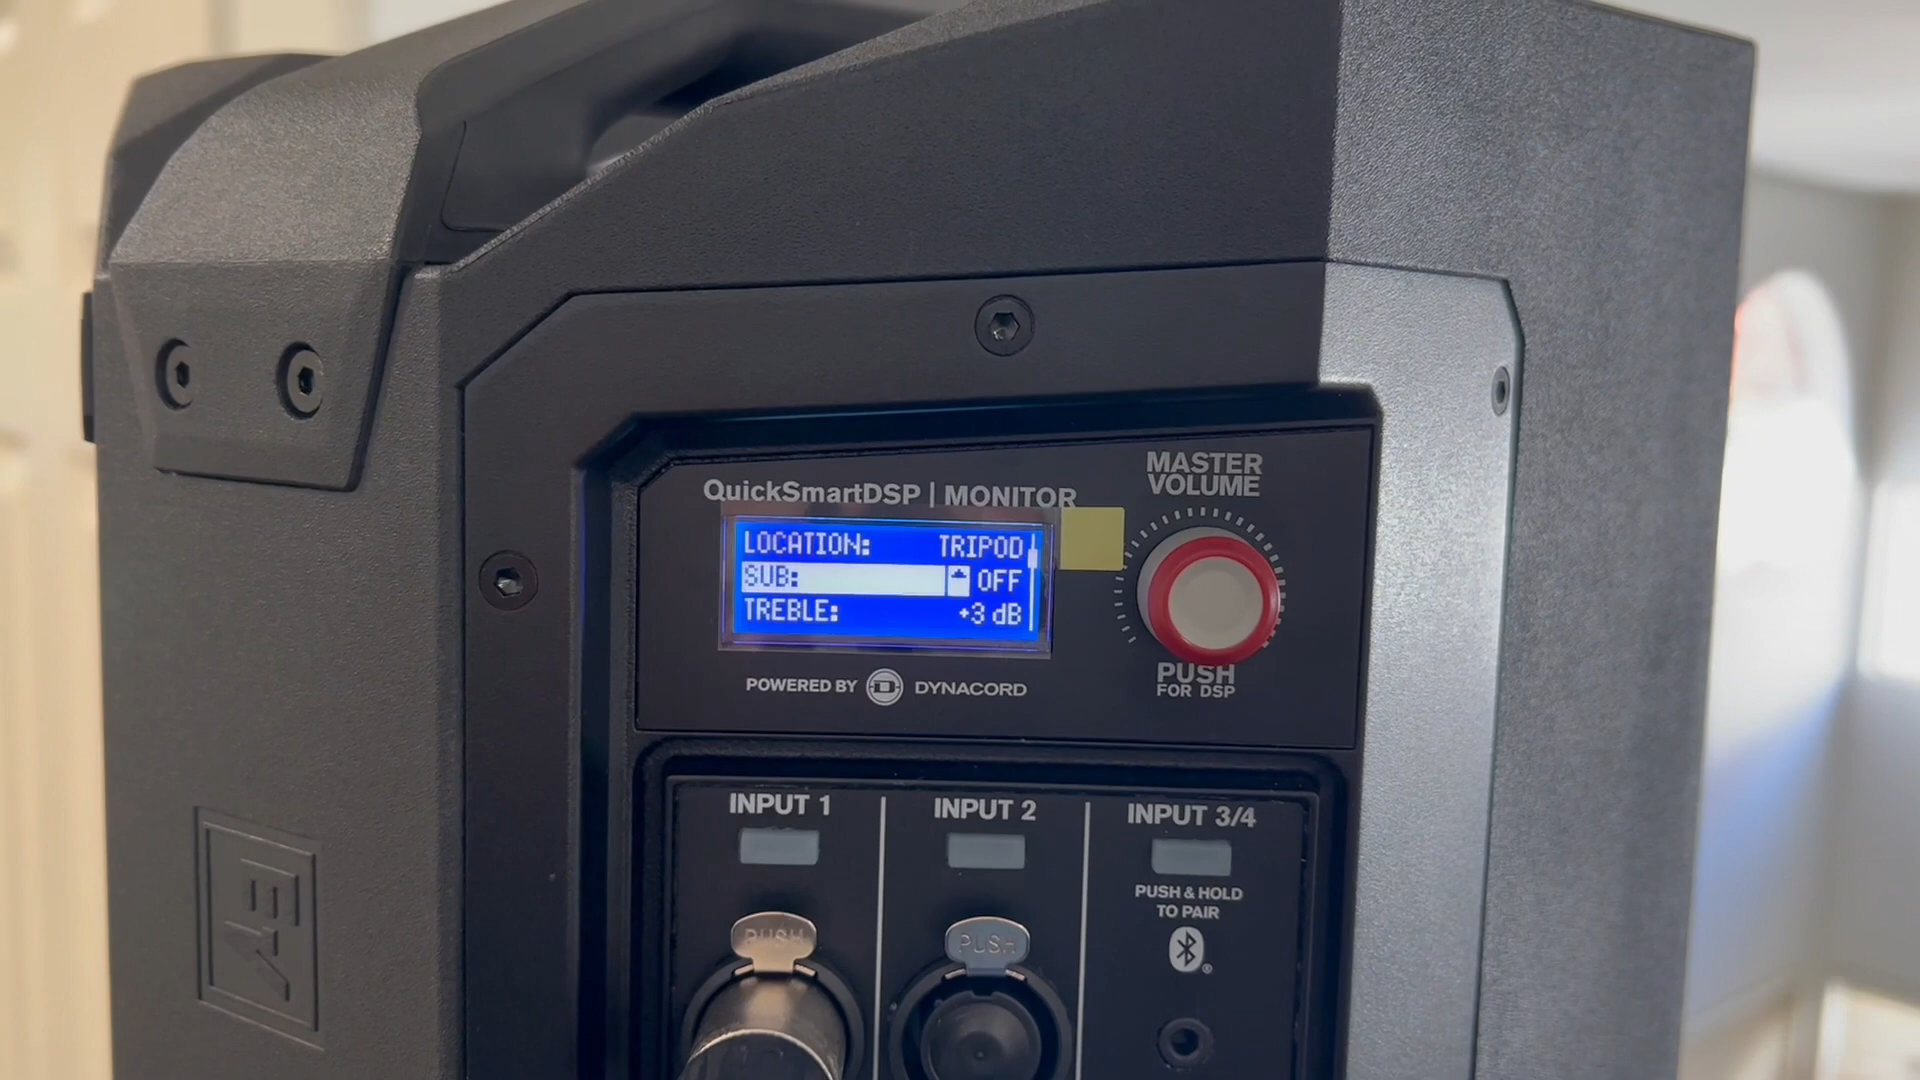 QuickSmartDSP | MONITOR
MASTER
VOLUME
LOCATION: TRIPOD
SUB: OFF
TREBLE: +3 dB
PUSH
FOR DSP
POWERED BY DYNACORD
INPUT 1
INPUT 2
INPUT 3/4
PUSH & HOLD
TO PAIR
PUSH
PUSH
EV